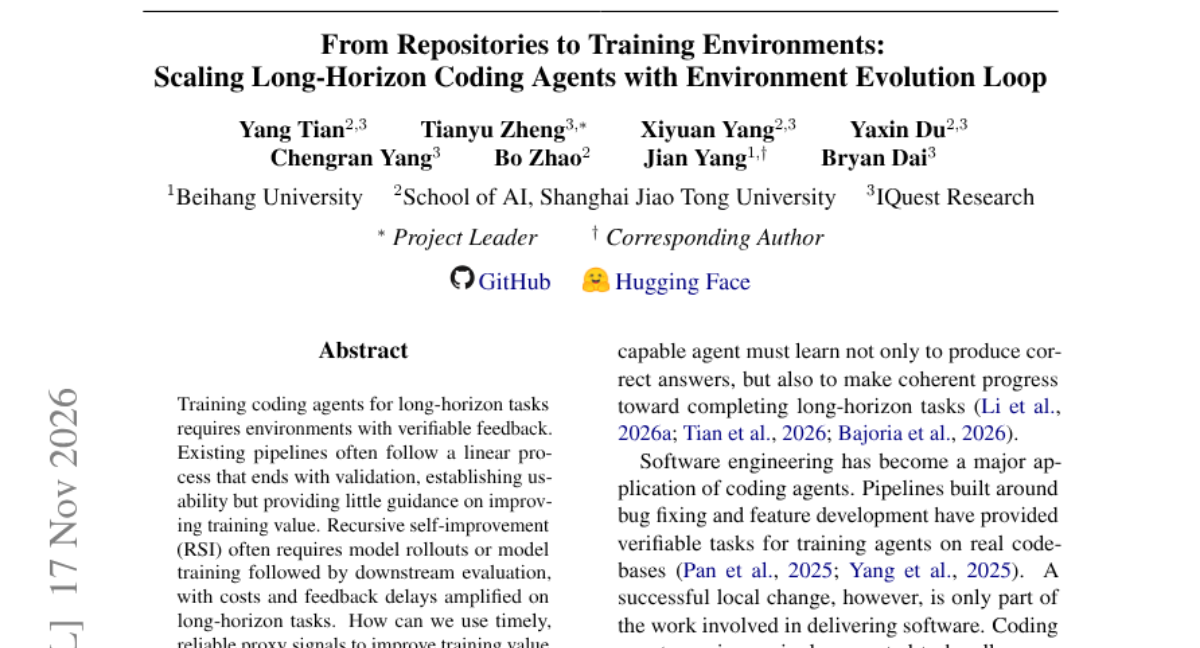 From Repositories to Training Environments:
Scaling Long-Horizon Coding Agents with Environment Evolution Loop
Yang Tian2,3 Tianyu Zheng3,* Xiyuan Yang2,3 Yaxin Du2,3
Chengran Yang3 Bo Zhao2 Jian Yang1,† Bryan Dai3
1Beihang University 2School of AI, Shanghai Jiao Tong University 3IQuest Research
* Project Leader † Corresponding Author
GitHub Hugging Face
Abstract
Training coding agents for long-horizon tasks
requires environments with verifiable feedback.
Existing pipelines often follow a linear pro-
cess that ends with validation, establishing us-
ability but providing little guidance on improv-
ing training value. Recursive self-improvement
(RSI) often requires model rollouts or model
training followed by downstream evaluation,
with costs and feedback delays amplified on
long-horizon tasks. How can we use timely,
reliable proxy signals to improve training value
capable agent must learn not only to produce cor-
rect answers, but also to make coherent progress
toward completing long-horizon tasks (Li et al.,
2026a; Tian et al., 2026; Bajoria et al., 2026).
Software engineering has become a major ap-
plication of coding agents. Pipelines built around
bug fixing and feature development have provided
verifiable tasks for training agents on real code-
bases (Pan et al., 2025; Yang et al., 2025). A
successful local change, however, is only part of
the work involved in delivering software. Coding
] 17 Nov 2026